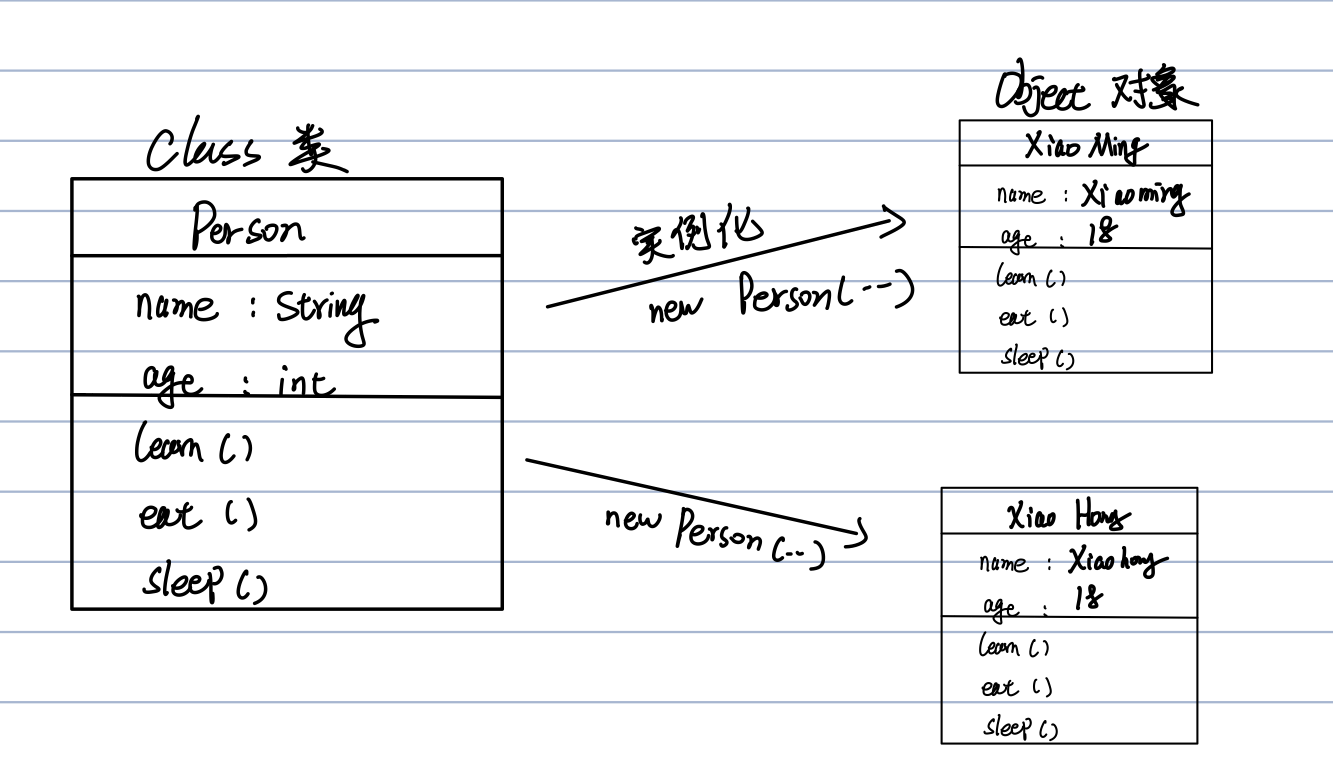 Class 类
Person
name : String
age : int
learn ()
eat ()
sleep ()
实例化
new Person(--)
new Person (--)
Object 对象
Xiao Ming
name : Xiaoming
age : 18
learn ()
eat ()
sleep ()
Xiao Hong
name : Xiaohong
age : 18
learn ()
eat ()
sleep ()